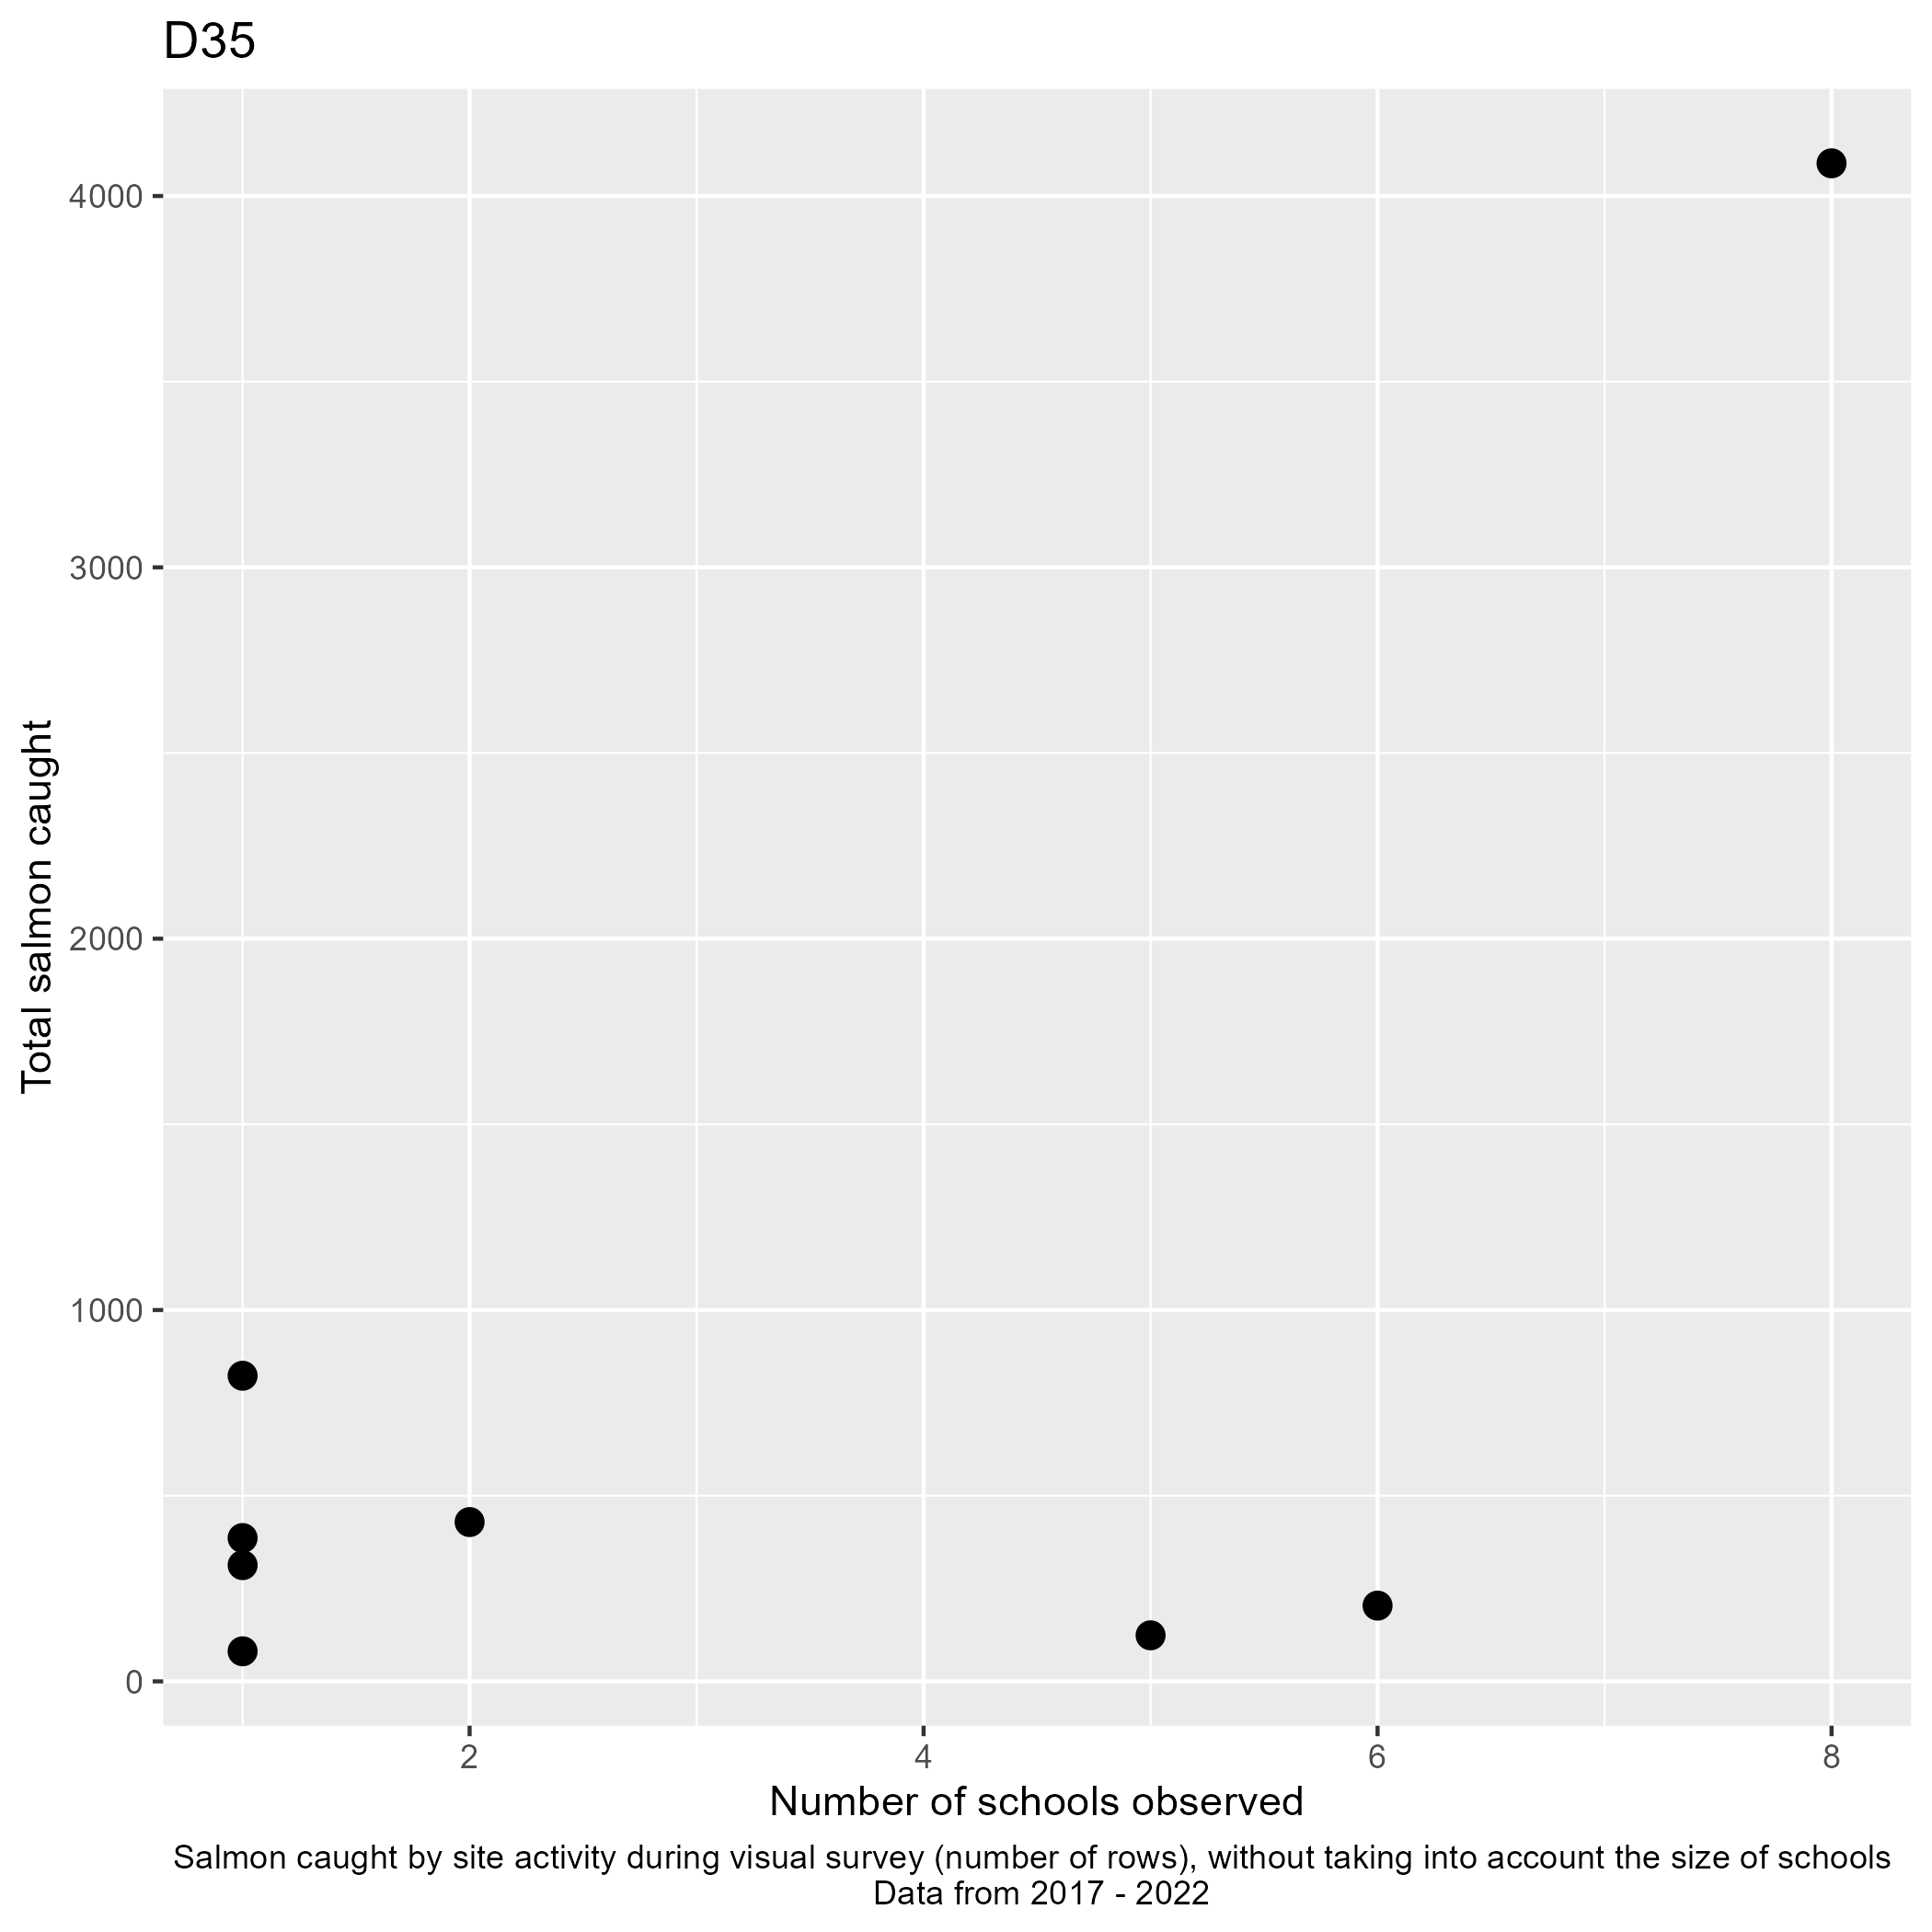 D35
Total salmon caught
4000
3000
2000
1000
0
2
4
6
8
Number of schools observed
Salmon caught by site activity during visual survey (number of rows), without taking into account the size of schools
Data from 2017 - 2022